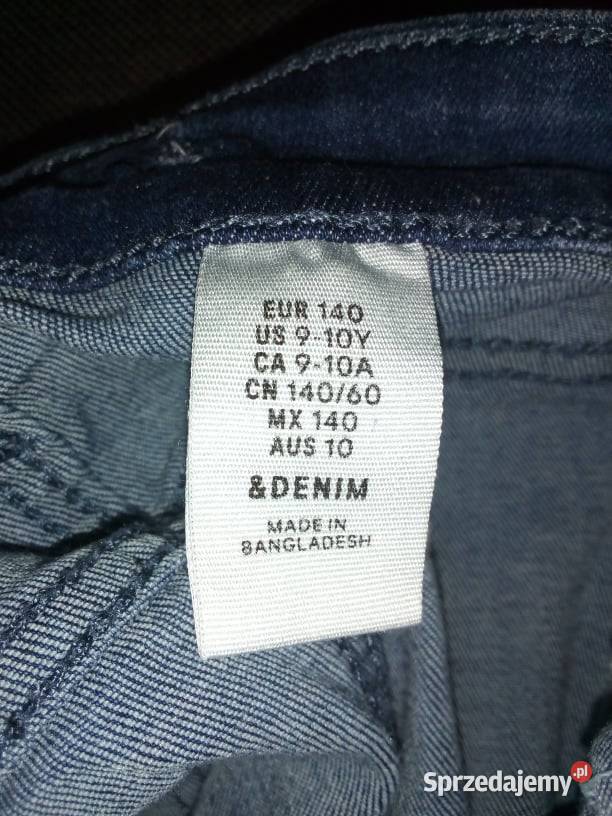 EUR 140
US 9-10Y
CA 9-10A
CN 140/60
MX 140
AUS 10
&DENIM
MADE IN
BANGLADESH
Sprzedajemy.pl